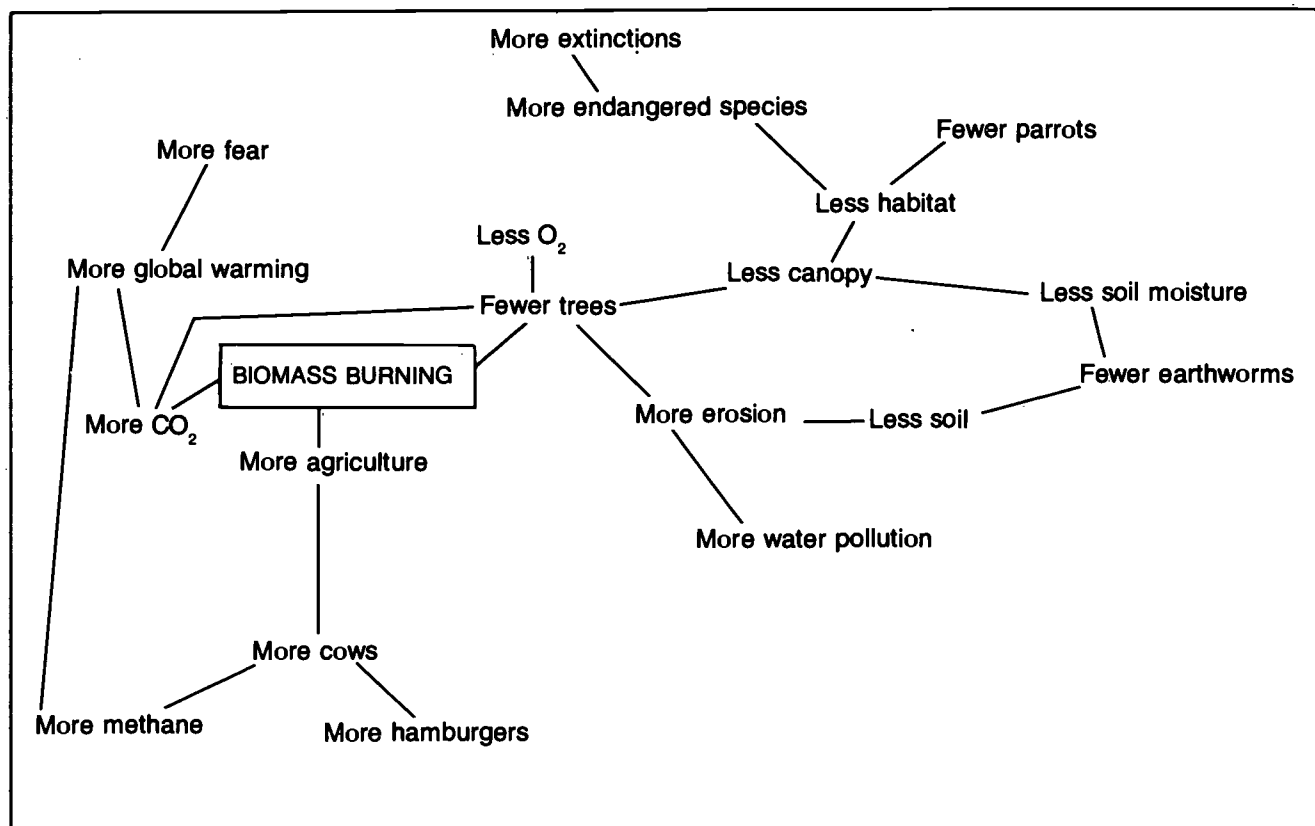 More extinctions
More endangered species
Fewer parrots
More fear
Less habitat
Less O₂
More global warming
Less canopy
Less soil moisture
Fewer trees
BIOMASS BURNING
Fewer earthworms
More CO₂
More erosion
Less soil
More agriculture
More water pollution
More cows
More methane
More hamburgers